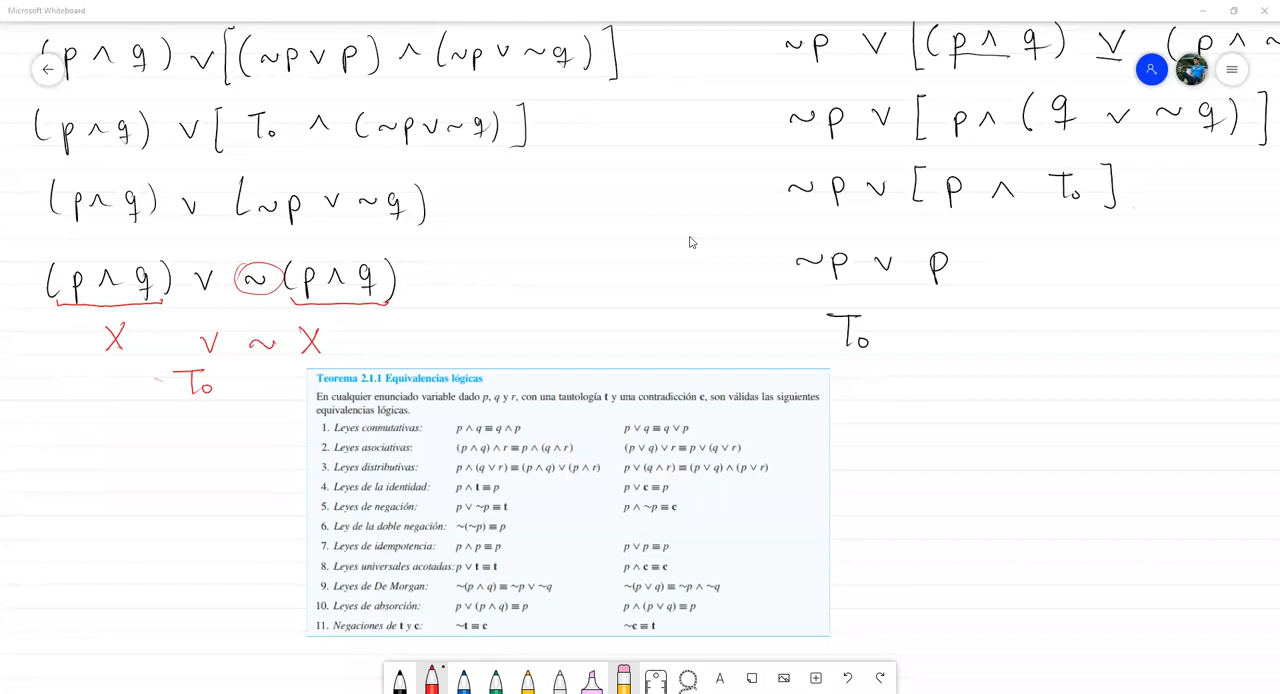 Microsoft Whiteboard
(p ∧ q) ∨ [(~p ∨ p) ∧ (~p ∨ ~q)]
(p ∧ q) ∨ [T₀ ∧ (~p ∨ ~q)]
(p ∧ q) ∨ (~p ∨ ~q)
(p ∧ q) ∨ ~(p ∧ q)
X ∨ ~ X
T₀
~p ∨ [(p ∧ q) ∨ (p ∧ ~
~p ∨ [p ∧ (q ∨ ~q)]
~p ∨ [p ∧ T₀]
~p ∨ p
T₀
Teorema 2.1.1 Equivalencias lógicas
En cualquier enunciado variable dado p, q y r, con una tautología t y una contradicción c, son válidas las siguientes
equivalencias lógicas.
1. Leyes conmutativas: p ∧ q ≡ q ∧ p p ∨ q ≡ q ∨ p
2. Leyes asociativas: (p ∧ q) ∧ r ≡ p ∧ (q ∧ r) (p ∨ q) ∨ r ≡ p ∨ (q ∨ r)
3. Leyes distributivas: p ∧ (q ∨ r) ≡ (p ∧ q) ∨ (p ∧ r) p ∨ (q ∧ r) ≡ (p ∨ q) ∧ (p ∨ r)
4. Leyes de la identidad: p ∧ t ≡ p p ∨ c ≡ p
5. Leyes de negación: p ∨ ~p ≡ t p ∧ ~p ≡ c
6. Ley de la doble negación: ~(~p) ≡ p
7. Leyes de idempotencia: p ∧ p ≡ p p ∨ p ≡ p
8. Leyes universales acotadas: p ∨ t ≡ t p ∧ c ≡ c
9. Leyes de De Morgan: ~(p ∧ q) ≡ ~p ∨ ~q ~(p ∨ q) ≡ ~p ∧ ~q
10. Leyes de absorción: p ∨ (p ∧ q) ≡ p p ∧ (p ∨ q) ≡ p
11. Negaciones de t y c: ~t ≡ c ~c ≡ t